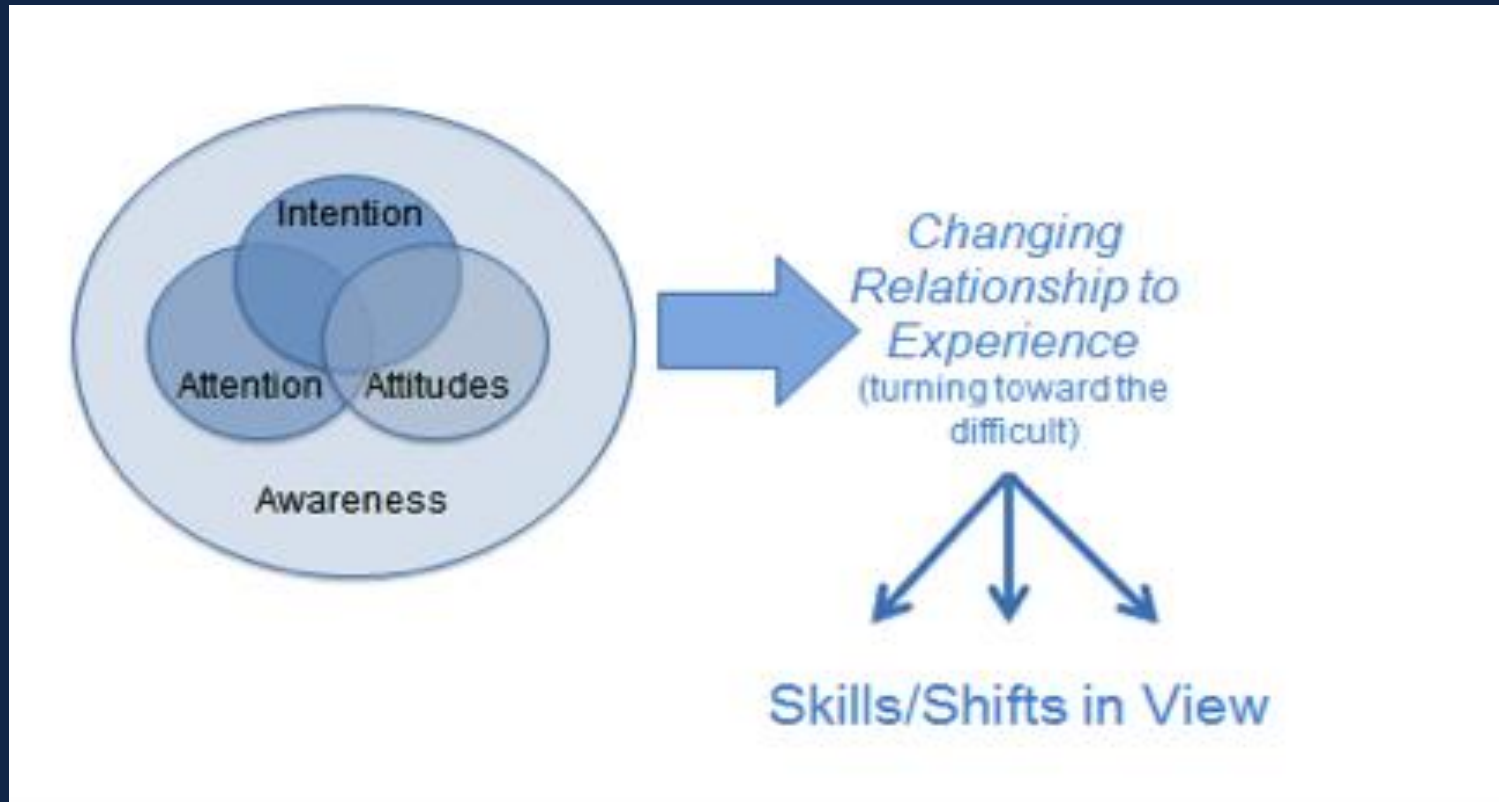 Intention
Attention
Attitudes
Awareness
Changing
Relationship to
Experience
(turning toward the
difficult)
Skills/Shifts in View